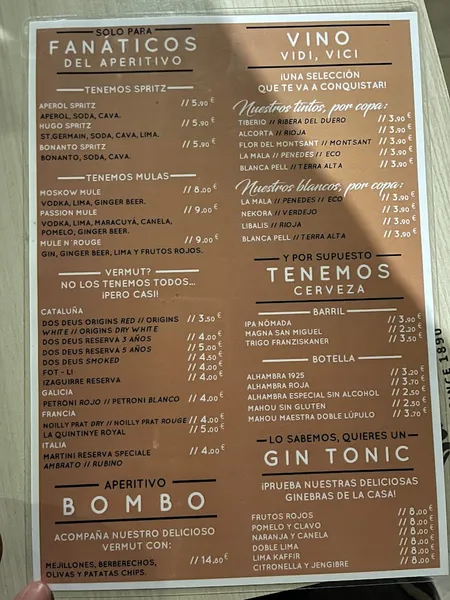 SOLO PARA
FANÁTICOS
DEL APERITIVO
TENEMOS SPRITZ
APEROL SPRITZ // 5,90 €
APEROL, SODA, CAVA.
HUGO SPRITZ // 5,90 €
ST.GERMAIN, SODA, CAVA, LIMA.
BONANTO SPRITZ // 5,90 €
BONANTO, SODA, CAVA.
TENEMOS MULAS
MOSKOW MULE // 8,00 €
VODKA, LIMA, GINGER BEER.
PASSION MULE // 9,00 €
VODKA, LIMA, MARACUYÁ, CANELA,
POMELO, GINGER BEER.
MULE N´ROUGE // 9,00 €
GIN, GINGER BEER, LIMA Y FRUTOS ROJOS.
VERMUT?
NO LOS TENEMOS TODOS...
¡PERO CASI!
CATALUÑA
DOS DEUS ORIGINS RED // ORIGINS // 3,50 €
WHITE // ORIGINS DRY WHITE
DOS DEUS RESERVA 3 AÑOS // 4,00 €
DOS DEUS RESERVA 5 AÑOS // 5,00 €
DOS DEUS SMOKED // 4,50 €
FOT - LI // 4,00 €
IZAGUIRRE RESERVA // 4,00 €
GALICIA
PETRONI ROJO // PETRONI BLANCO // 4,00 €
FRANCIA
NOILLY PRAT DRY // NOILLY PRAT ROUGE // 4,00 €
LA QUINTINYE ROYAL // 5,00 €
ITALIA
MARTINI RESERVA SPECIALE // 4,00 €
AMBRATO // RUBINO
APERITIVO
BOMBO
ACOMPAÑA NUESTRO DELICIOSO
VERMUT CON:
MEJILLONES, BERBERECHOS, // 14,80 €
OLIVAS Y PATATAS CHIPS.
VINO
VIDI, VICI
¡UNA SELECCIÓN
QUE TE VA A CONQUISTAR!
Nuestros tintos, por copa:
TIBERIO // RIBERA DEL DUERO // 3,90 €
ALCORTA // RIOJA // 3,90 €
FLOR DEL MONTSANT // MONTSANT // 3,90 €
LA MALA // PENEDES // ECO // 3,90 €
BLANCA PELL // TERRA ALTA // 3,90 €
Nuestros blancos, por copa:
LA MALA // PENEDES // ECO // 3,90 €
NEKORA // VERDEJO // 3,90 €
LIBALIS // RIOJA // 3,90 €
BLANCA PELL // TERRA ALTA // 3,90 €
Y POR SUPUESTO
TENEMOS
CERVEZA
BARRIL
IPA NÓMADA // 3,90 €
MAGNA SAN MIGUEL // 2,20 €
TRIGO FRANZISKANER // 3,50 €
BOTELLA
ALHAMBRA 1925 // 3,20 €
ALHAMBRA ROJA // 3,70 €
ALHAMBRA ESPECIAL SIN ALCOHOL // 2,50 €
MAHOU SIN GLUTEN // 2,50 €
MAHOU MAESTRA DOBLE LÚPULO // 3,70 €
LO SABEMOS, QUIERES UN
GIN TONIC
¡PRUEBA NUESTRAS DELICIOSAS
GINEBRAS DE LA CASA!
FRUTOS ROJOS // 8,00 €
POMELO Y CLAVO // 8,00 €
NARANJA Y CANELA // 8,00 €
DOBLE LIMA // 8,00 €
LIMA KAFFIR // 8,00 €
CITRONELLA Y JENGIBRE // 8,00 €
SINCE 1890